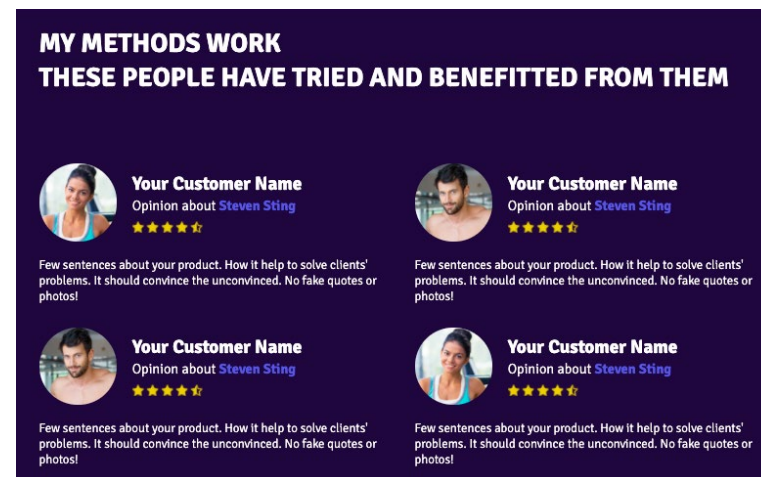 MY METHODS WORK
THESE PEOPLE HAVE TRIED AND BENEFITTED FROM THEM
Your Customer Name
Opinion about Steven Sting
Few sentences about your product. How it help to solve clients'
problems. It should convince the unconvinced. No fake quotes or
photos!
Your Customer Name
Opinion about Steven Sting
Few sentences about your product. How it help to solve clients'
problems. It should convince the unconvinced. No fake quotes or
photos!
Your Customer Name
Opinion about Steven Sting
Few sentences about your product. How it help to solve clients'
problems. It should convince the unconvinced. No fake quotes or
photos!
Your Customer Name
Opinion about Steven Sting
Few sentences about your product. How it help to solve clients'
problems. It should convince the unconvinced. No fake quotes or
photos!